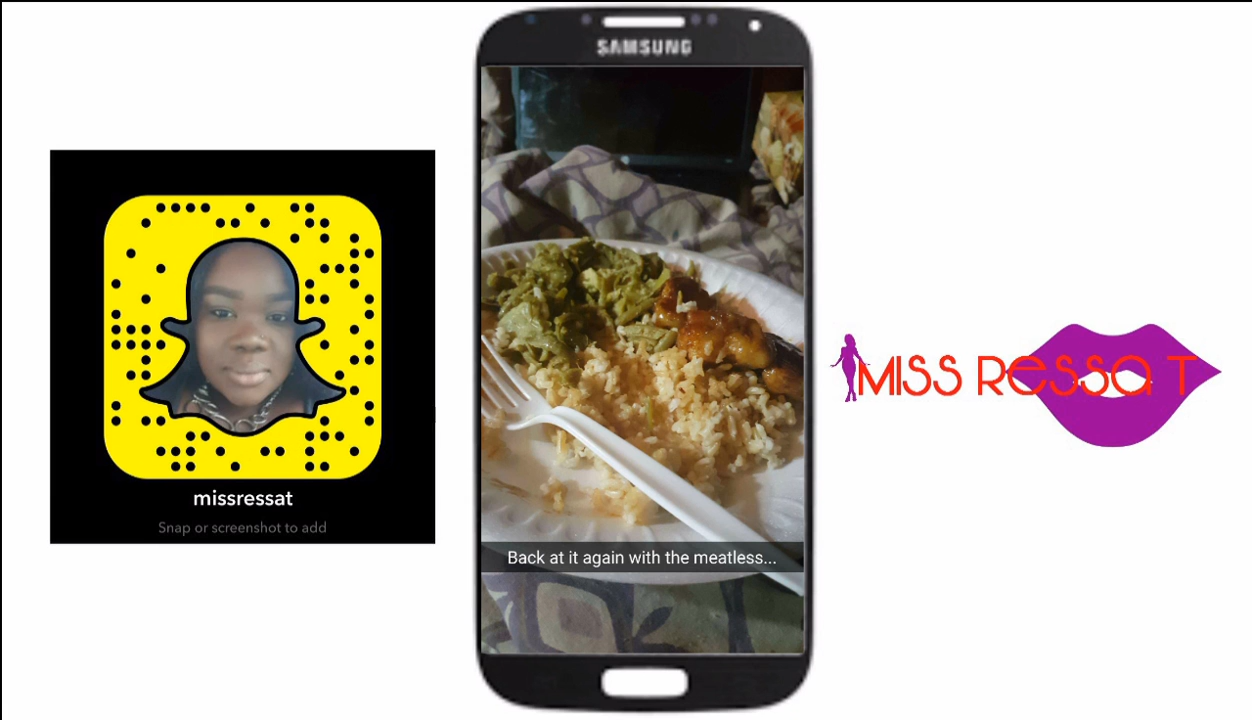 SAMSUNG
missressat
Snap or screenshot to add
Back at it again with the meatless...
MISS Ressa T